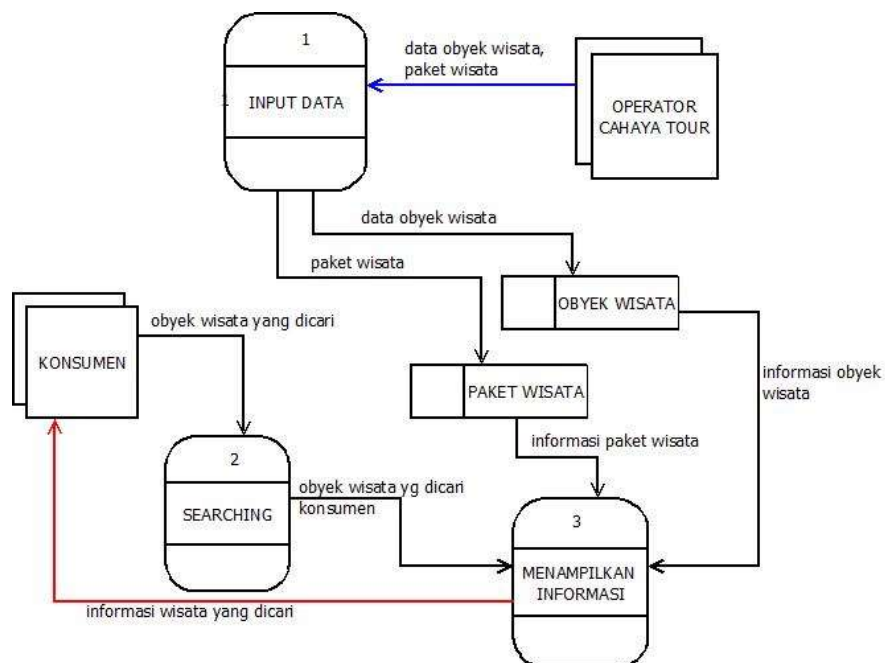 1
data obyek wisata,
paket wisata
1
INPUT DATA
OPERATOR
CAHAYA TOUR
data obyek wisata
paket wisata
OBYEK WISATA
obyek wisata yang dicari
KONSUMEN
informasi obyek
wisata
PAKET WISATA
informasi paket wisata
2
obyek wisata yg dicari
konsumen
SEARCHING
3
MENAMPILKAN
INFORMASI
informasi wisata yang dicari